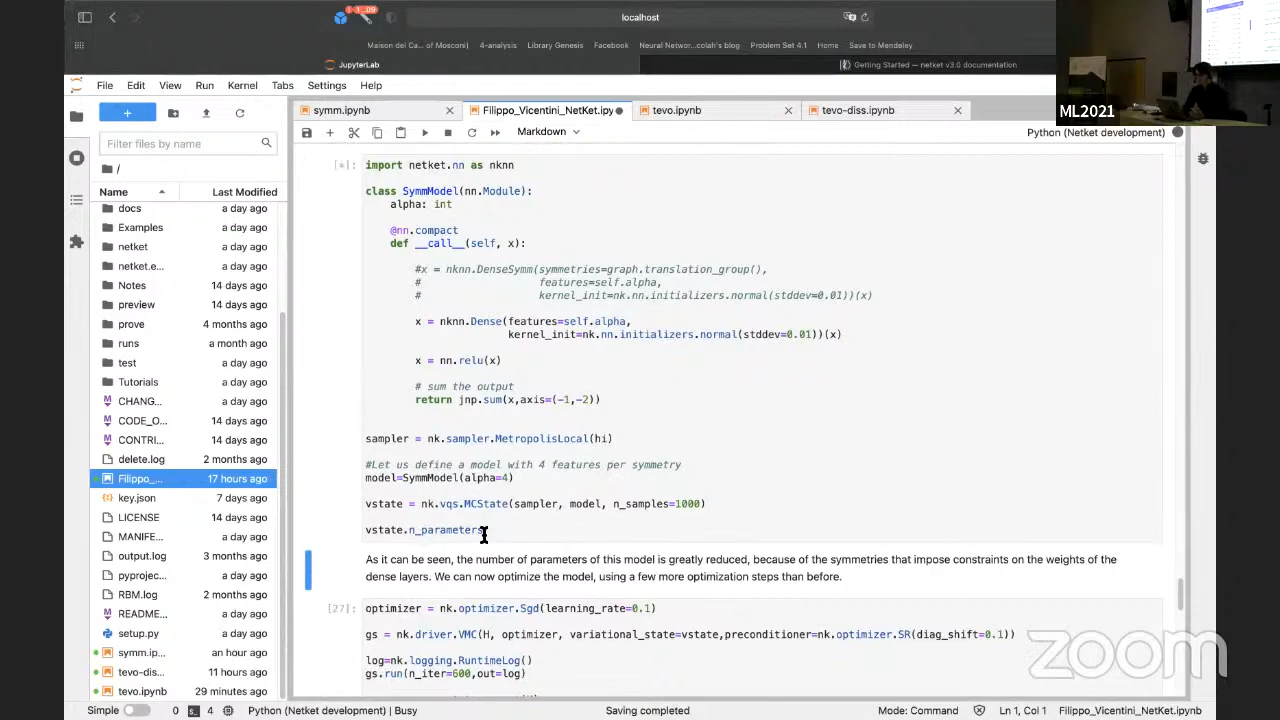 1...09
localhost
Maison del Ca... of Mosconi)
4-analysis
Library Genesis
Facebook
Neural Networ...colah's blog
Problem Set 4.1
Home
Save to Mendeley
JupyterLab
Getting Started — netket v3.0 documentation
File Edit View Run Kernel Tabs Settings Help
ML2021
symm.ipynb
Filippo_Vicentini_NetKet.ipy
tevo.ipynb
tevo-diss.ipynb
Markdown
Python (Netket development)
Filter files by name
/
Name Last Modified
docs a day ago
Examples a day ago
netket a day ago
netket.e... a day ago
Notes 14 days ago
preview 14 days ago
prove 4 months ago
runs a month ago
test a day ago
Tutorials a day ago
CHANG... a day ago
CODE_O... 14 days ago
CONTRI... 14 days ago
delete.log 2 months ago
Filippo_... 17 hours ago
key.json 7 days ago
LICENSE 14 days ago
MANIFE... a day ago
output.log 3 months ago
pyprojec... a day ago
RBM.log 2 months ago
README... a day ago
setup.py a day ago
symm.ip... an hour ago
tevo-dis... 11 hours ago
tevo.ipynb 29 minutes ago
[*]:
import netket.nn as nknn
class SymmModel(nn.Module):
alpha: int
@nn.compact
def __call__(self, x):
#x = nknn.DenseSymm(symmetries=graph.translation_group(),
# features=self.alpha,
# kernel_init=nk.nn.initializers.normal(stddev=0.01))(x)
x = nknn.Dense(features=self.alpha,
kernel_init=nk.nn.initializers.normal(stddev=0.01))(x)
x = nn.relu(x)
# sum the output
return jnp.sum(x,axis=(-1,-2))
sampler = nk.sampler.MetropolisLocal(hi)
#Let us define a model with 4 features per symmetry
model=SymmModel(alpha=4)
vstate = nk.vqs.MCState(sampler, model, n_samples=1000)
vstate.n_parameters
As it can be seen, the number of parameters of this model is greatly reduced, because of the symmetries that impose constraints on the weights of the
dense layers. We can now optimize the model, using a few more optimization steps than before.
[27]:
optimizer = nk.optimizer.Sgd(learning_rate=0.1)
gs = nk.driver.VMC(H, optimizer, variational_state=vstate,preconditioner=nk.optimizer.SR(diag_shift=0.1))
log=nk.logging.RuntimeLog()
gs.run(n_iter=600,out=log)
zoom
Simple 0 4 Python (Netket development) | Busy Saving completed Mode: Command Ln 1, Col 1 Filippo_Vicentini_NetKet.ipynb